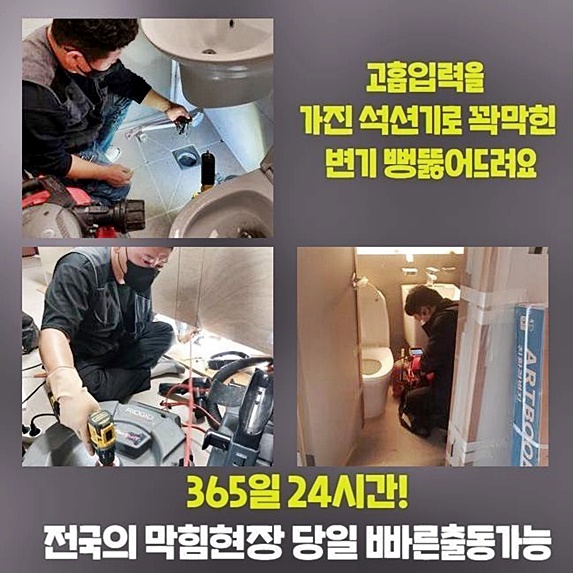 고흡입력을
가진 석션기로 꽉막힌
변기 뻥뚫어드려요
RIDGID
ARTBOOL
365일 24시간!
전국의 막힘현장 당일 빠른출동가능